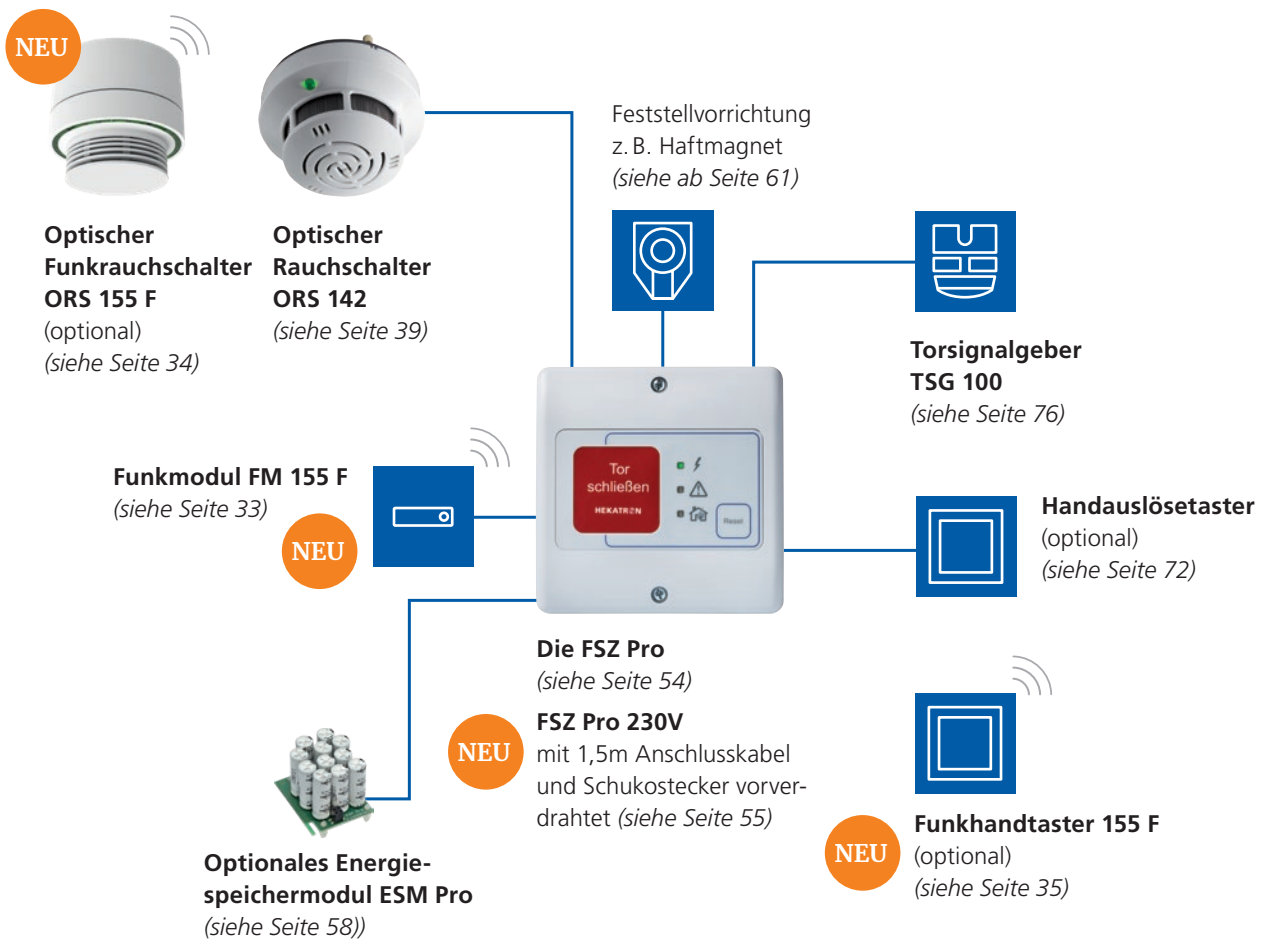 NEU
Optischer
Funkrauchschalter
ORS 155 F
(optional)
(siehe Seite 34)
Optischer
Rauchschalter
ORS 142
(siehe Seite 39)
Feststellvorrichtung
z. B. Haftmagnet
(siehe ab Seite 61)
Torsignalgeber
TSG 100
(siehe Seite 76)
Funkmodul FM 155 F
(siehe Seite 33)
NEU
Tor
schließen
HEKATRON
Reset
Handauslösetaster
(optional)
(siehe Seite 72)
Die FSZ Pro
(siehe Seite 54)
NEU
FSZ Pro 230V
mit 1,5m Anschlusskabel
und Schukostecker vorver-
drahtet (siehe Seite 55)
Optionales Energie-
speichermodul ESM Pro
(siehe Seite 58))
NEU
Funkhandtaster 155 F
(optional)
(siehe Seite 35)